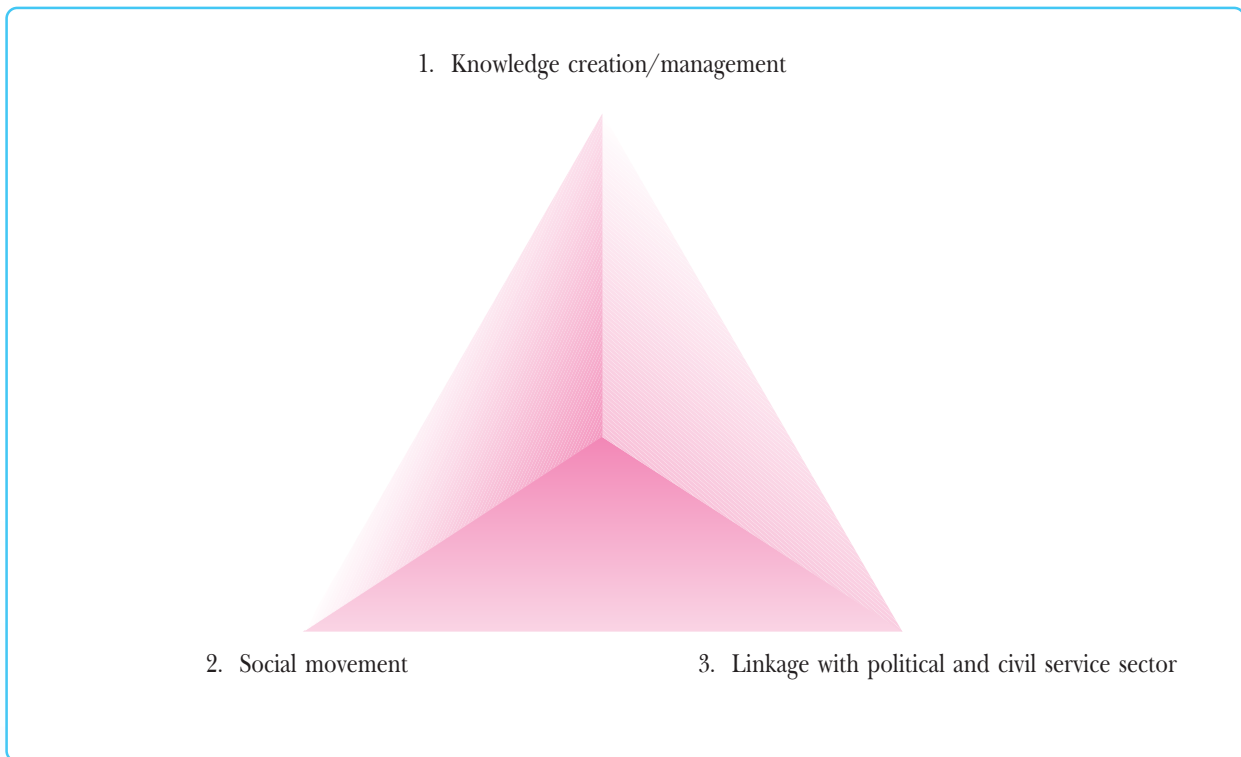 1. Knowledge creation/management
2. Social movement
3. Linkage with political and civil service sector